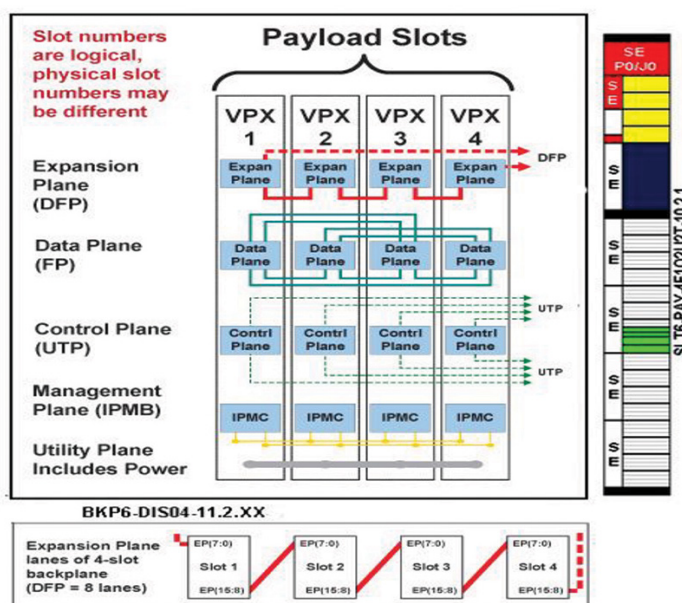 Slot numbers
are logical,
physical slot
numbers may
be different
Payload Slots
VPX
1
VPX
2
VPX
3
VPX
4
Expansion
Plane
(DFP)
Expan
Plane
Expan
Plane
Expan
Plane
Expan
Plane
DFP
Data Plane
(FP)
Data
Plane
Data
Plane
Data
Plane
Data
Plane
Control Plane
(UTP)
Contrl
Plane
Contrl
Plane
Contrl
Plane
Contrl
Plane
UTP
UTP
Management
Plane (IPMB)
IPMC
IPMC
IPMC
IPMC
Utility Plane
Includes Power
SE
P0/J0
SE
SE
SE
SE
SE
SE
BKP6-DIS04-11.2.XX
Expansion Plane
lanes of 4-slot
backplane
(DFP = 8 lanes)
EP(7:0)
Slot 1
EP(15:8)
EP(7:0)
Slot 2
EP(15:8)
EP(7:0)
Slot 3
EP(15:8)
EP(7:0)
Slot 4
EP(15:8)